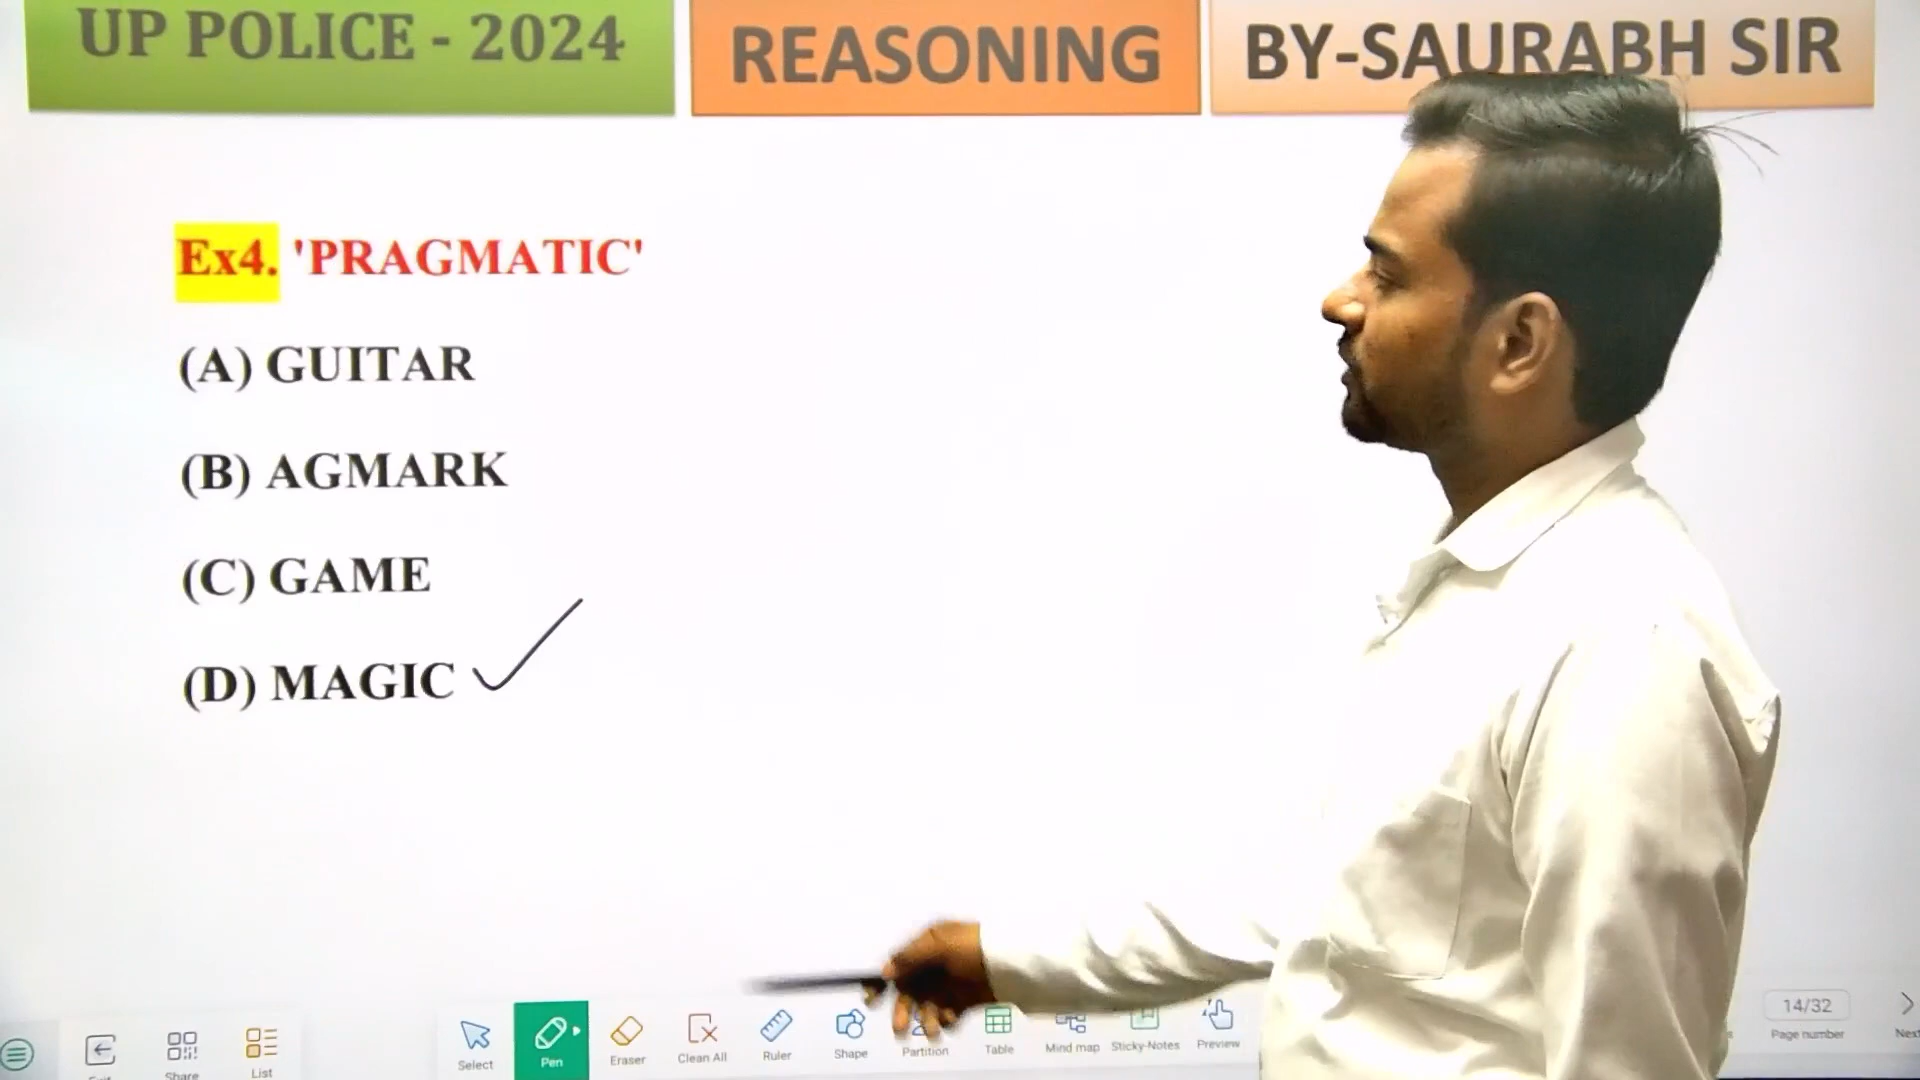 UP POLICE - 2024
REASONING
BY-SAURABH SIR
Ex4. 'PRAGMATIC'
(A) GUITAR
(B) AGMARK
(C) GAME
(D) MAGIC
Share
List
Select
Pen
Eraser
Clean All
Ruler
Shape
Partition
Table
Mind map
Sticky-Notes
Preview
14/32
Page number
Next